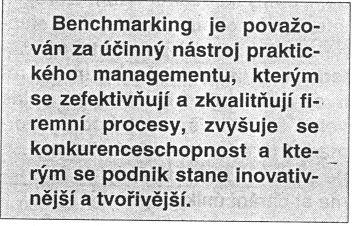 Benchmarking je považo-
ván za účinný nástroj praktic-
kého managementu, kterým
se zefektivňují a zkvalitňují fi-
remní procesy, zvyšuje se
konkurenceschopnost a kte-
rým se podnik stane inovativ-
nější a tvořivější.